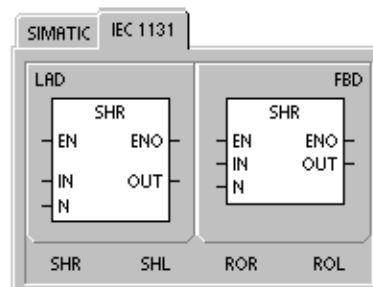 SIMATIC IEC 1131
LAD FBD
SHR SHR
EN ENO EN ENO
IN OUT IN OUT
N N
SHR SHL ROR ROL